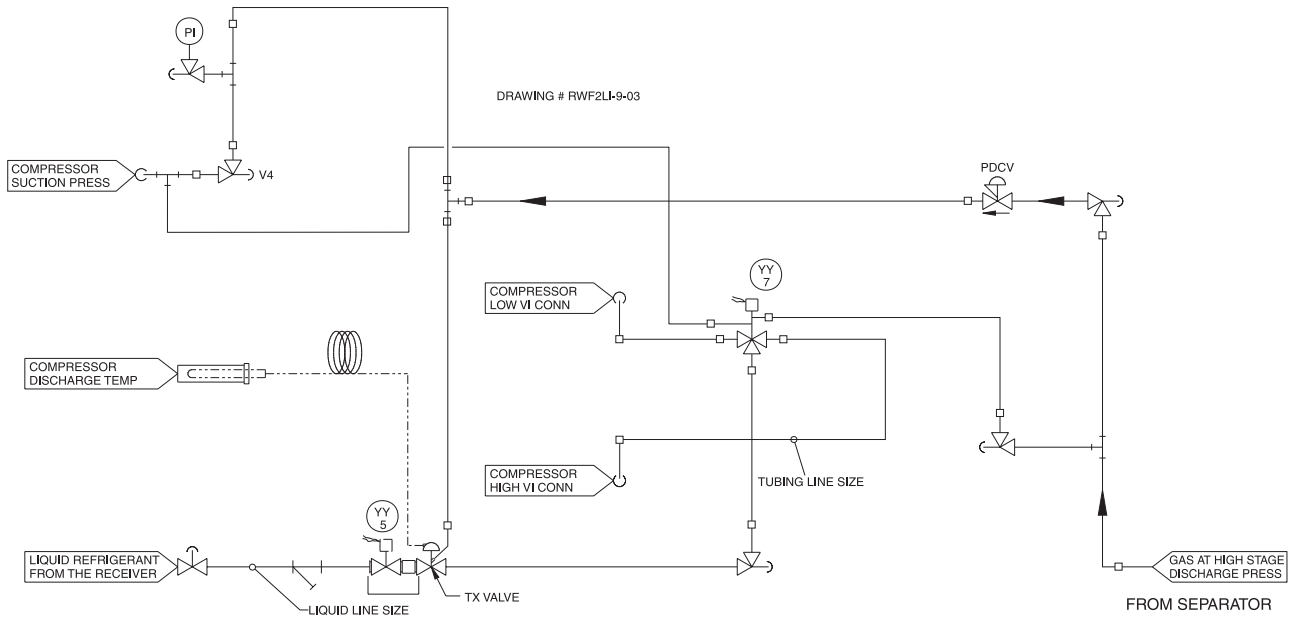 PI
DRAWING # RWF2LI-9-03
COMPRESSOR
SUCTION PRESS
V4
PDCV
YY
7
COMPRESSOR
LOW VI CONN
COMPRESSOR
DISCHARGE TEMP
COMPRESSOR
HIGH VI CONN
TUBING LINE SIZE
YY
5
LIQUID REFRIGERANT
FROM THE RECEIVER
GAS AT HIGH STAGE
DISCHARGE PRESS
TX VALVE
LIQUID LINE SIZE
FROM SEPARATOR